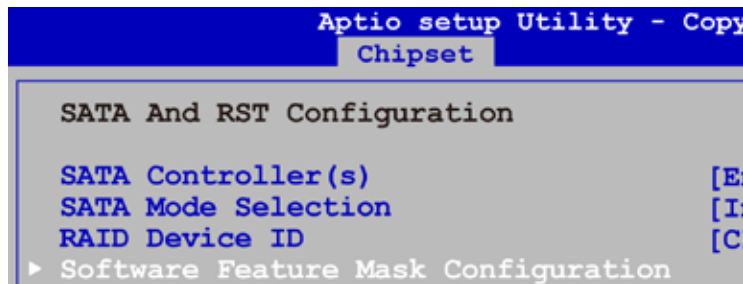 Aptio setup Utility - Copy
Chipset
SATA And RST Configuration
SATA Controller(s) [E
SATA Mode Selection [I
RAID Device ID [C
▶ Software Feature Mask Configuration